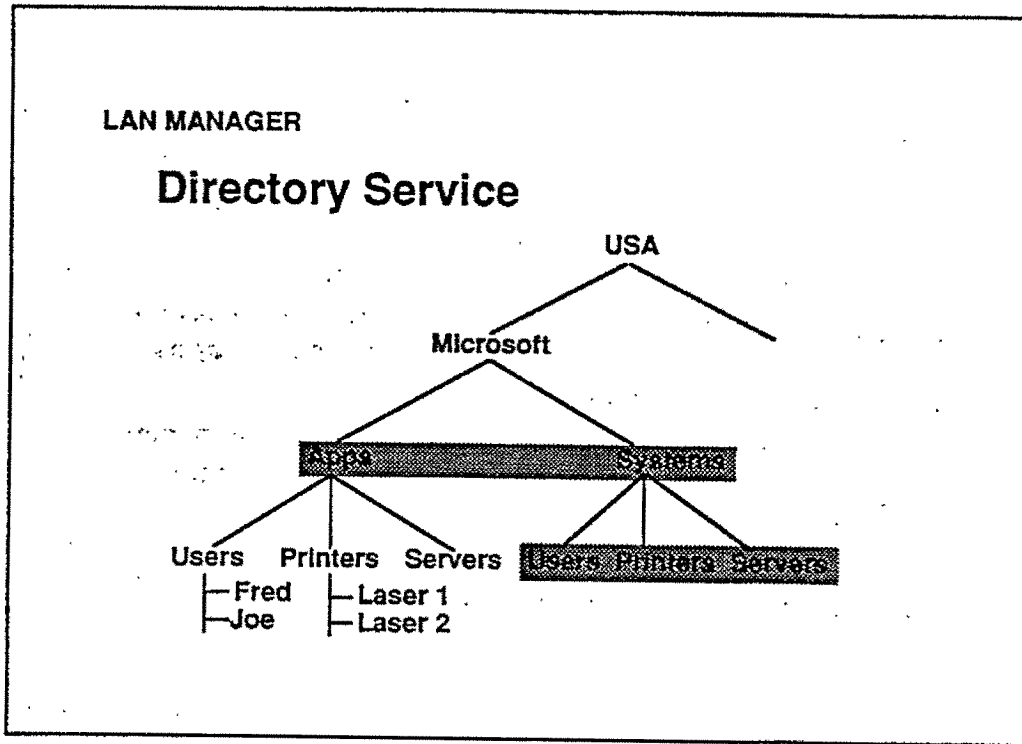 LAN MANAGER
Directory Service
USA
Microsoft
Apps Systems
Users Printers Servers Users Printers Servers
Fred Laser 1
Joe Laser 2